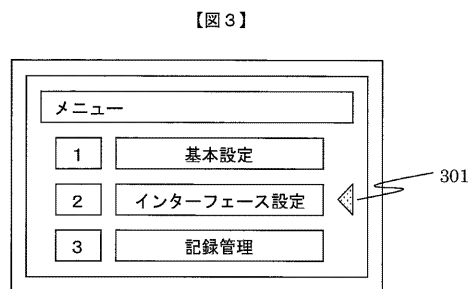 【図3】
メニュー
1 基本設定
2 インターフェース設定
301
3 記録管理